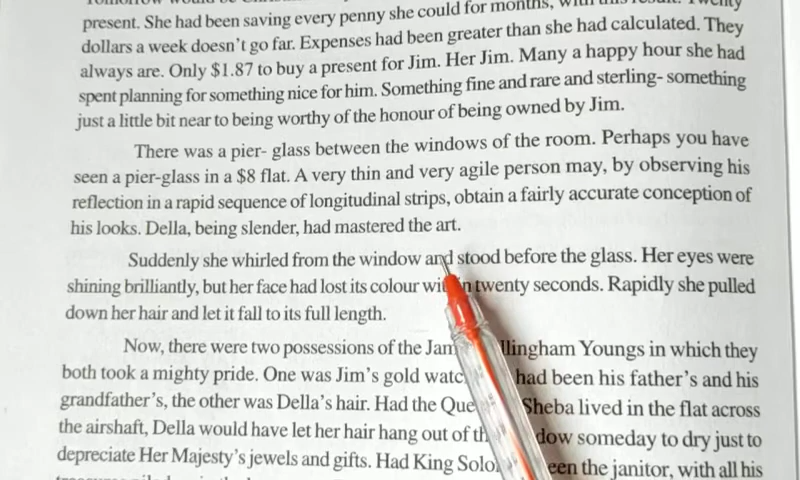 present. She had been saving every penny she could for months, with this result. Twenty
dollars a week doesn't go far. Expenses had been greater than she had calculated. They
always are. Only $1.87 to buy a present for Jim. Her Jim. Many a happy hour she had
spent planning for something nice for him. Something fine and rare and sterling- something
just a little bit near to being worthy of the honour of being owned by Jim.
There was a pier- glass between the windows of the room. Perhaps you have
seen a pier-glass in a $8 flat. A very thin and very agile person may, by observing his
reflection in a rapid sequence of longitudinal strips, obtain a fairly accurate conception of
his looks. Della, being slender, had mastered the art.
Suddenly she whirled from the window and stood before the glass. Her eyes were
shining brilliantly, but her face had lost its colour twenty seconds. Rapidly she pulled
down her hair and let it fall to its full length.
Now, there were two possessions of the Youngs in which they
both took a mighty pride. One was Jim's gold had been his father's and his
grandfather's, the other was Della's hair. Had the Sheba lived in the flat across
the airshaft, Della would have let her hair hang out of someday to dry just to
depreciate Her Majesty's jewels and gifts. Had King the janitor, with all his